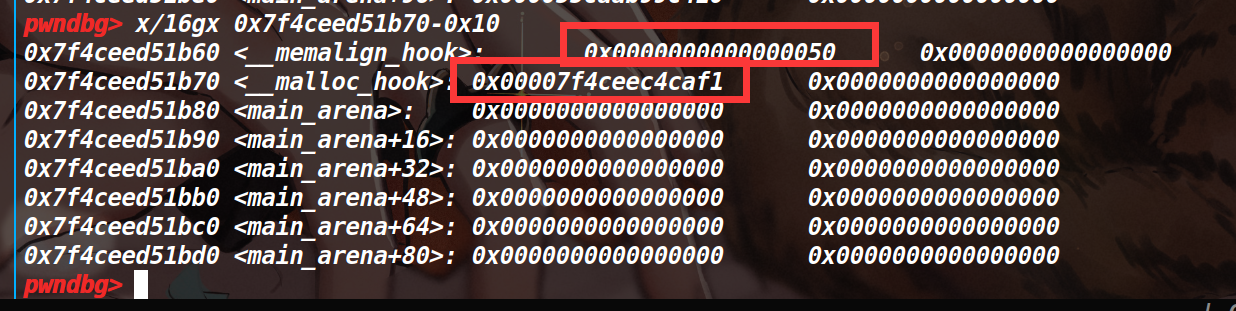 pwndbg> x/16gx 0x7f4ceed51b70-0x10
0x7f4ceed51b60 <__memalign_hook>: 0x0000000000000050 0x0000000000000000
0x7f4ceed51b70 <__malloc_hook>: 0x00007f4ceec4caf1 0x0000000000000000
0x7f4ceed51b80 <main_arena>: 0x0000000000000000 0x0000000000000000
0x7f4ceed51b90 <main_arena+16>: 0x0000000000000000 0x0000000000000000
0x7f4ceed51ba0 <main_arena+32>: 0x0000000000000000 0x0000000000000000
0x7f4ceed51bb0 <main_arena+48>: 0x0000000000000000 0x0000000000000000
0x7f4ceed51bc0 <main_arena+64>: 0x0000000000000000 0x0000000000000000
0x7f4ceed51bd0 <main_arena+80>: 0x0000000000000000 0x0000000000000000
pwndbg>